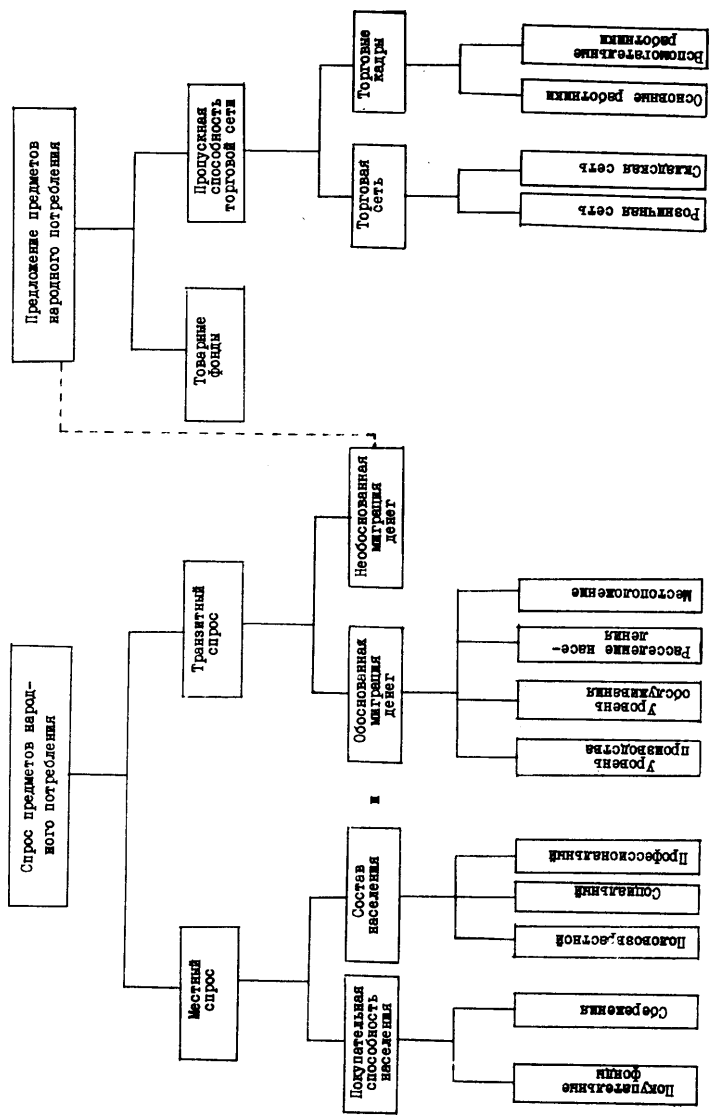 Спрос предметов народ-
ного потребления
Предложение предметов
народного потребления
Местный
спрос
Транзитный
спрос
Товарные
фонды
Пропускная
способность
торговой сети
Покупательная
способность
населения
Состав
населения
Обоснованная
миграция
денег
Необоснованная
миграция
денег
Торговая
сеть
Торговые
кадры
Покупательные
фонды
Сбережения
Половозрастной
Социальный
Профессиональный
Уровень
производства
Уровень
обслуживания
Расселение насе-
ления
Местоположение
Розничная сеть
Складская сеть
Основные работники
Вспомогательные
работники